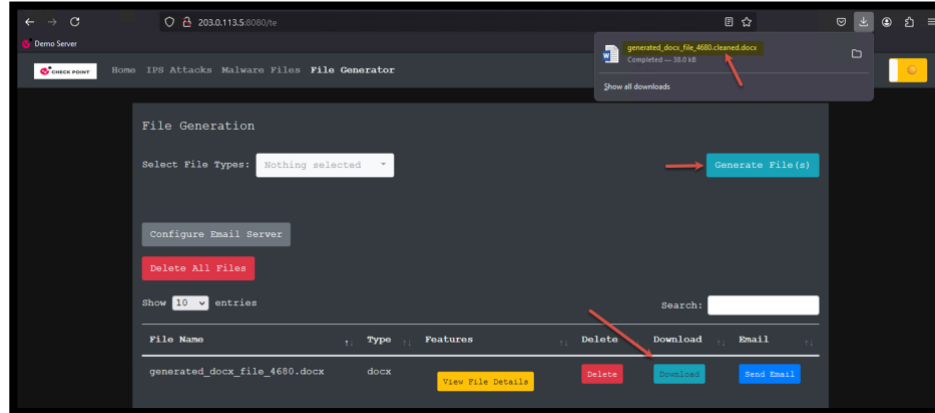 203.0.113.5:8080/te
Demo Server
CHECK POINT
Home IPS Attacks Malware Files File Generator
generated_docx_file_4680.cleaned.docx
Completed — 38.0 kB
Show all downloads
File Generation
Select File Types: Nothing selected
Generate File(s)
Configure Email Server
Delete All Files
Show 10 entries
Search:
File Name Type Features Delete Download Email
generated_docx_file_4680.docx docx View File Details Delete Download Send Email